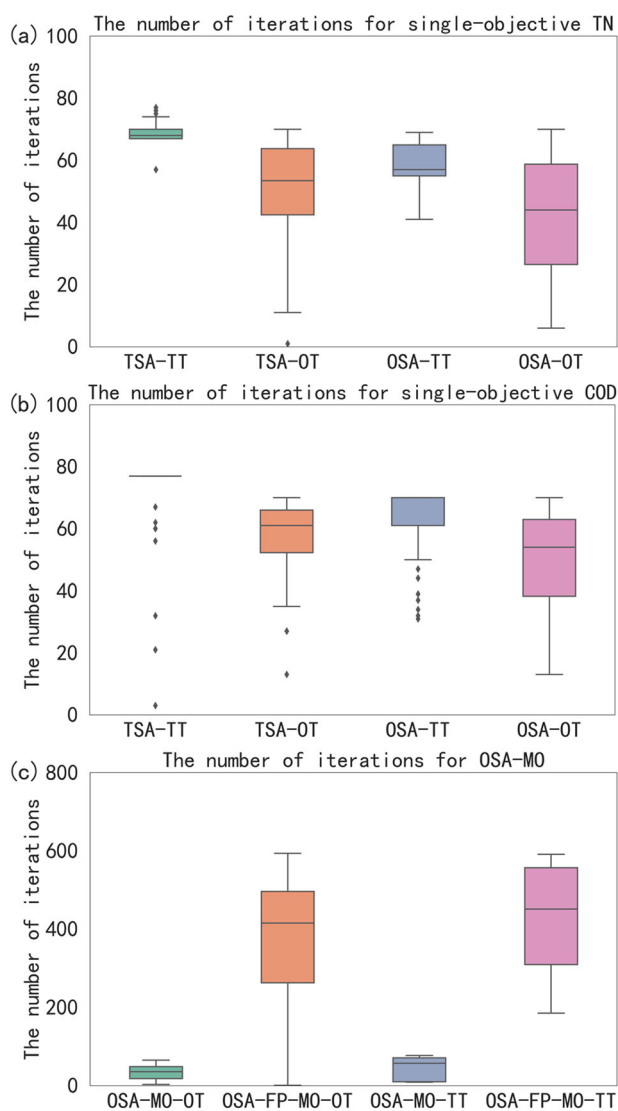 (a) The number of iterations for single-objective TN
The number of iterations
100
80
60
40
20
0
TSA-TT TSA-OT OSA-TT OSA-OT
(b) The number of iterations for single-objective COD
The number of iterations
100
80
60
40
20
0
TSA-TT TSA-OT OSA-TT OSA-OT
(c) The number of iterations for OSA-MO
The number of iterations
800
600
400
200
0
OSA-MO-OT OSA-FP-MO-OT OSA-MO-TT OSA-FP-MO-TT